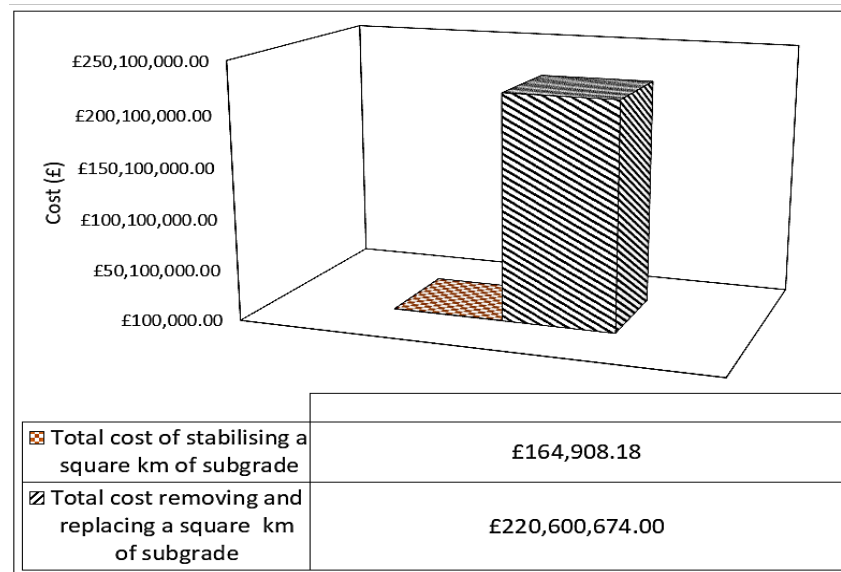 £250,100,000.00
£200,100,000.00
£150,100,000.00
£100,100,000.00
£50,100,000.00
£100,000.00
Cost (£)
Total cost of stabilising a
square km of subgrade
£164,908.18
Total cost removing and
replacing a square km
of subgrade
£220,600,674.00